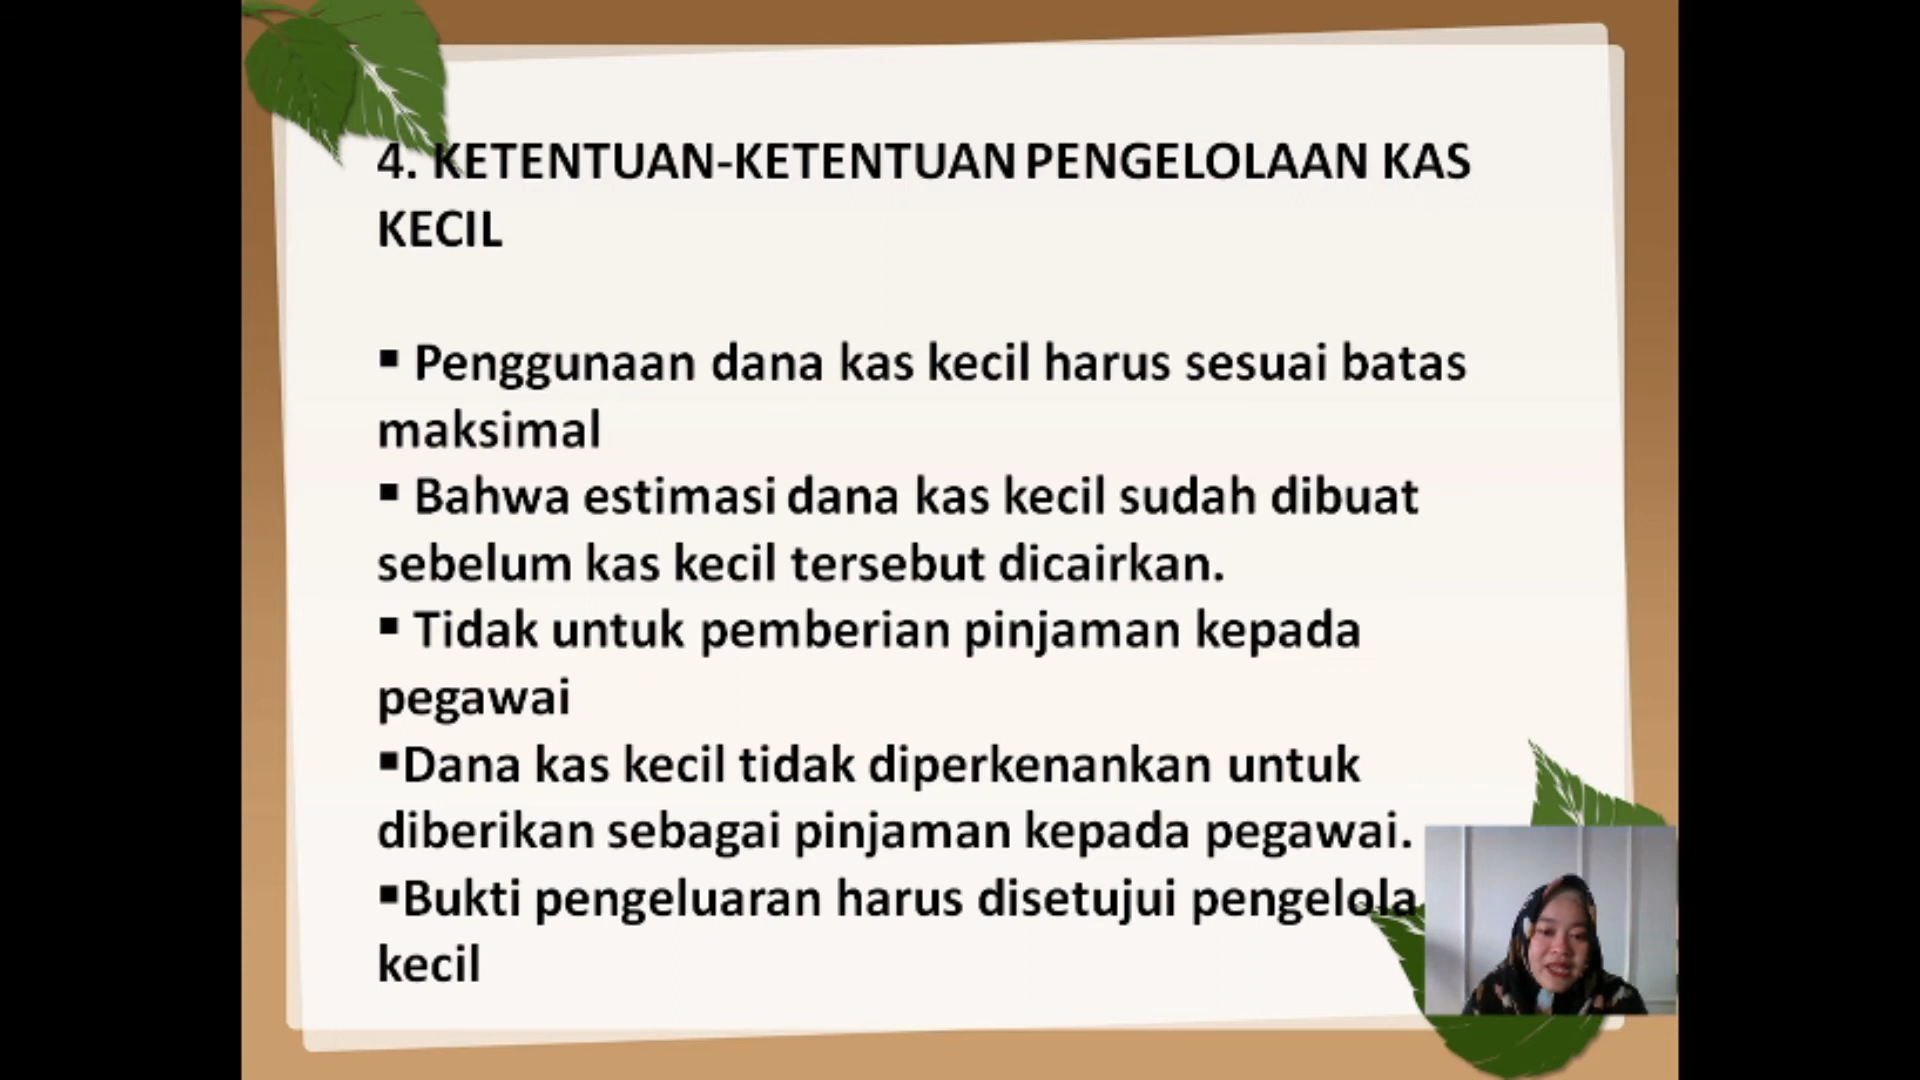 4. KETENTUAN-KETENTUAN PENGELOLAAN KAS
KECIL
▪ Penggunaan dana kas kecil harus sesuai batas
maksimal
▪ Bahwa estimasi dana kas kecil sudah dibuat
sebelum kas kecil tersebut dicairkan.
▪ Tidak untuk pemberian pinjaman kepada
pegawai
▪Dana kas kecil tidak diperkenankan untuk
diberikan sebagai pinjaman kepada pegawai.
▪Bukti pengeluaran harus disetujui pengelola
kecil